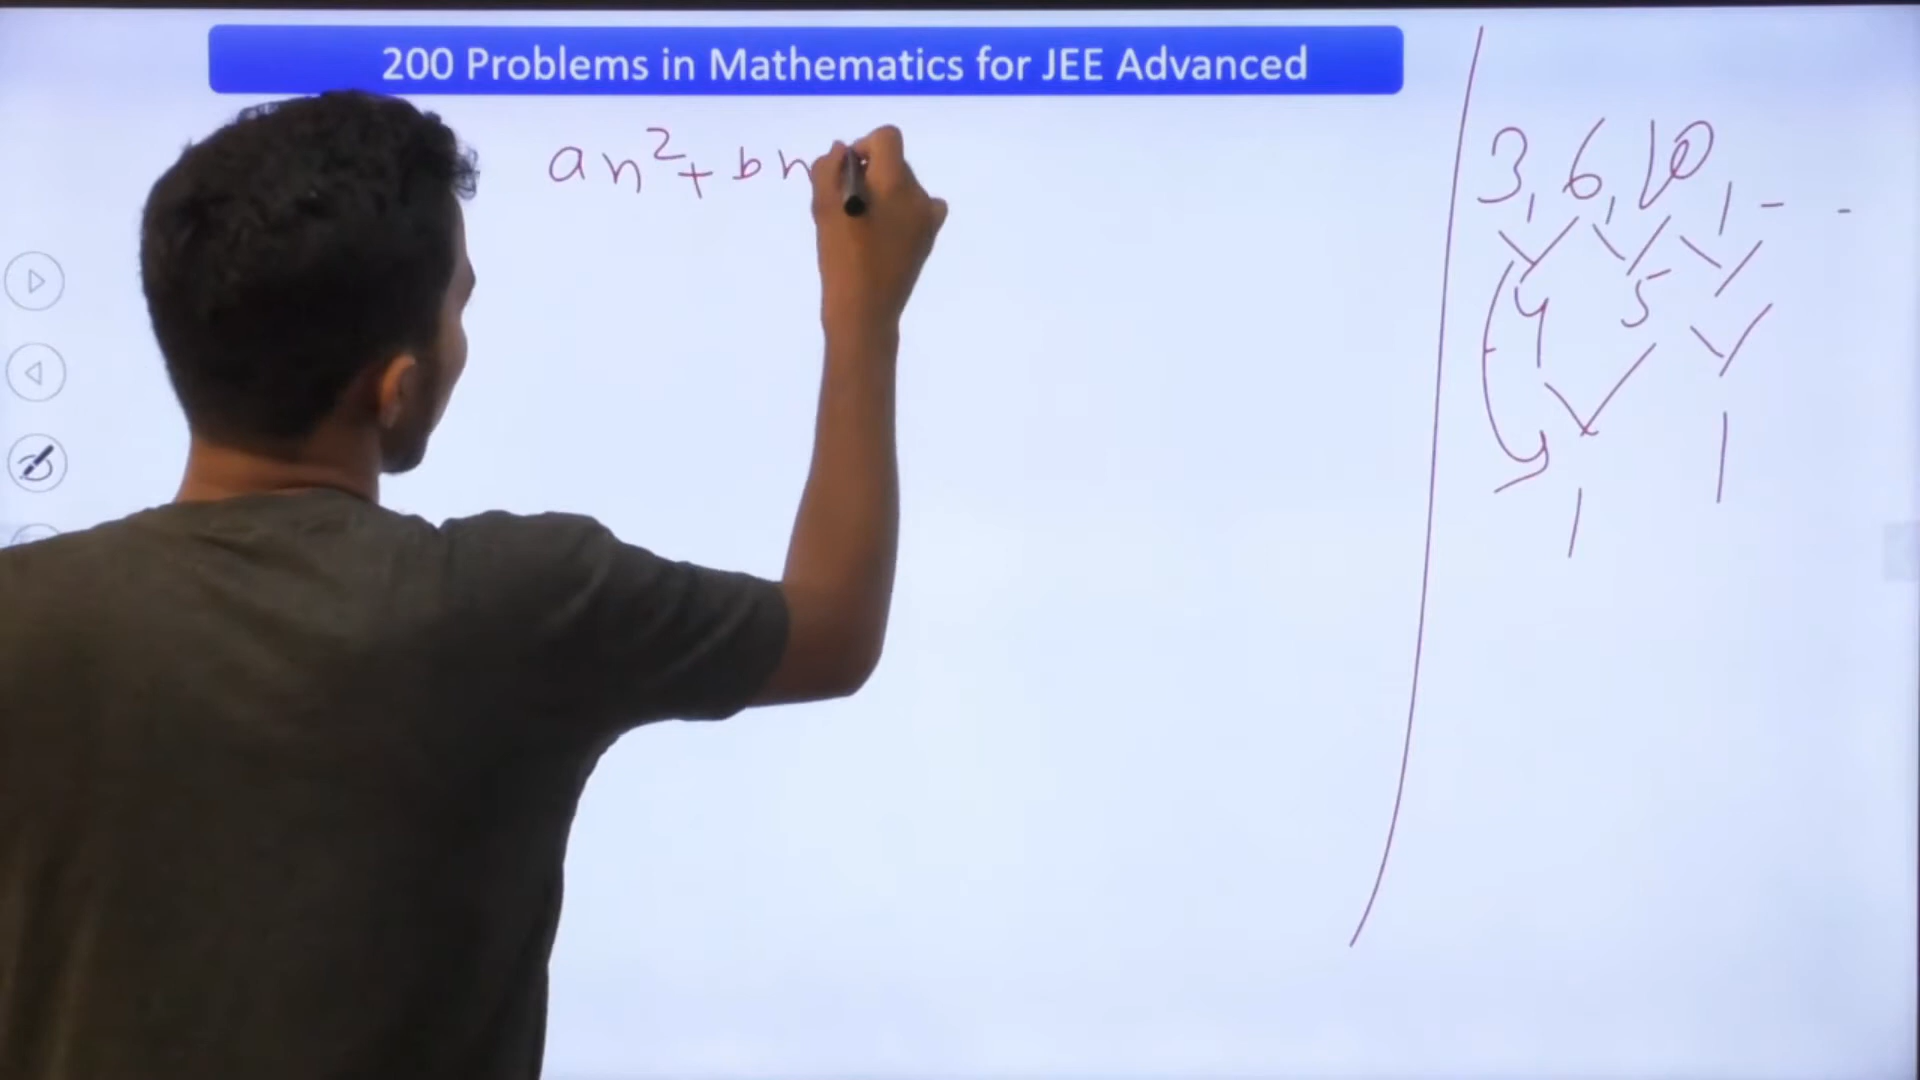 200 Problems in Mathematics for JEE Advanced
an²+bn
3, 6, 10, - -
4 5
1 1